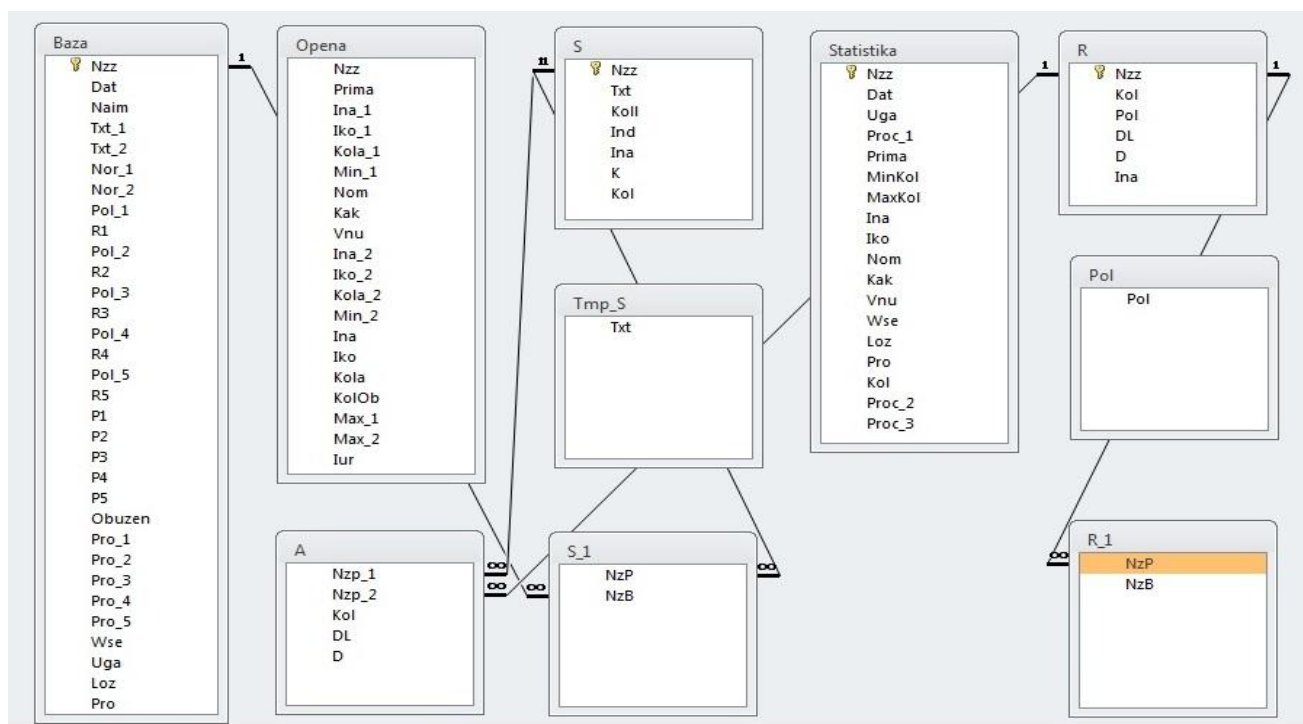 Baza
Nzz
Dat
Naim
Txt_1
Txt_2
Nor_1
Nor_2
Pol_1
R1
Pol_2
R2
Pol_3
R3
Pol_4
R4
Pol_5
R5
P1
P2
P3
P4
P5
Obuzen
Pro_1
Pro_2
Pro_3
Pro_4
Pro_5
Wse
Uga
Loz
Pro
1
Opena
Nzz
Prima
Ina_1
Iko_1
Kola_1
Min_1
Nom
Kak
Vnu
Ina_2
Iko_2
Kola_2
Min_2
Ina
Iko
Kola
KolOb
Max_1
Max_2
Iur
S
Nzz
Txt
Koll
Ind
Ina
K
Kol
11
Tmp_S
Txt
Statistika
Nzz
Dat
Uga
Proc_1
Prima
MinKol
MaxKol
Ina
Iko
Nom
Kak
Vnu
Wse
Loz
Pro
Kol
Proc_2
Proc_3
1
R
Nzz
Kol
Pol
DL
D
Ina
1
Pol
Pol
A
Nzp_1
Nzp_2
Kol
DL
D
∞
∞
S_1
NzP
NzB
∞
∞
R_1
NzP
NzB
∞